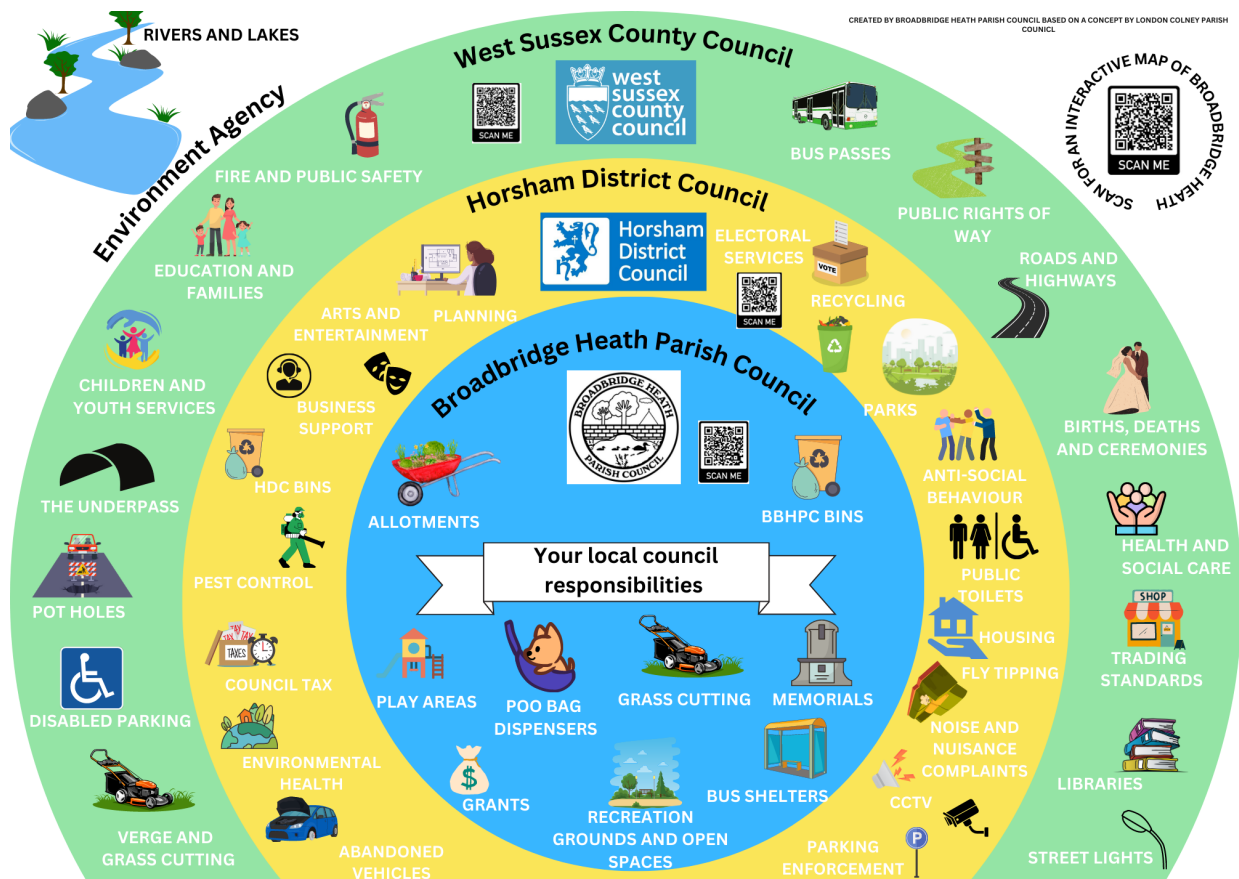 CREATED BY BROADBRIDGE HEATH PARISH COUNCIL BASED ON A CONCEPT BY LONDON COLNEY PARISH
COUNICL
RIVERS AND LAKES
Environment Agency
SCAN FOR AN INTERACTIVE MAP OF BROADBRIDGE HEATH
SCAN ME
West Sussex County Council
SCAN ME
west
sussex
county
council
BUS PASSES
FIRE AND PUBLIC SAFETY
PUBLIC RIGHTS OF
WAY
EDUCATION AND
FAMILIES
ROADS AND
HIGHWAYS
CHILDREN AND
YOUTH SERVICES
BIRTHS, DEATHS
AND CEREMONIES
THE UNDERPASS
HEALTH AND
SOCIAL CARE
POT HOLES
SHOP
TRADING
STANDARDS
DISABLED PARKING
LIBRARIES
VERGE AND
GRASS CUTTING
STREET LIGHTS
Horsham District Council
Horsham
District
Council
ELECTORAL
SERVICES
VOTE
SCAN ME
PLANNING
RECYCLING
ARTS AND
ENTERTAINMENT
PARKS
BUSINESS
SUPPORT
ANTI-SOCIAL
BEHAVIOUR
HDC BINS
PUBLIC
TOILETS
PEST CONTROL
HOUSING
TAX
TAX
TAX
TAXES
COUNCIL TAX
FLY TIPPING
ENVIRONMENTAL
HEALTH
NOISE AND
NUISANCE
COMPLAINTS
CCTV
ABANDONED
VEHICLES
P
PARKING
ENFORCEMENT
Broadbridge Heath Parish Council
BROADBRIDGE HEATH
PARISH COUNCIL
SCAN ME
ALLOTMENTS
BBHPC BINS
Your local council
responsibilities
PLAY AREAS
POO BAG
DISPENSERS
GRASS CUTTING
MEMORIALS
$
GRANTS
RECREATION
GROUNDS AND OPEN
SPACES
BUS SHELTERS